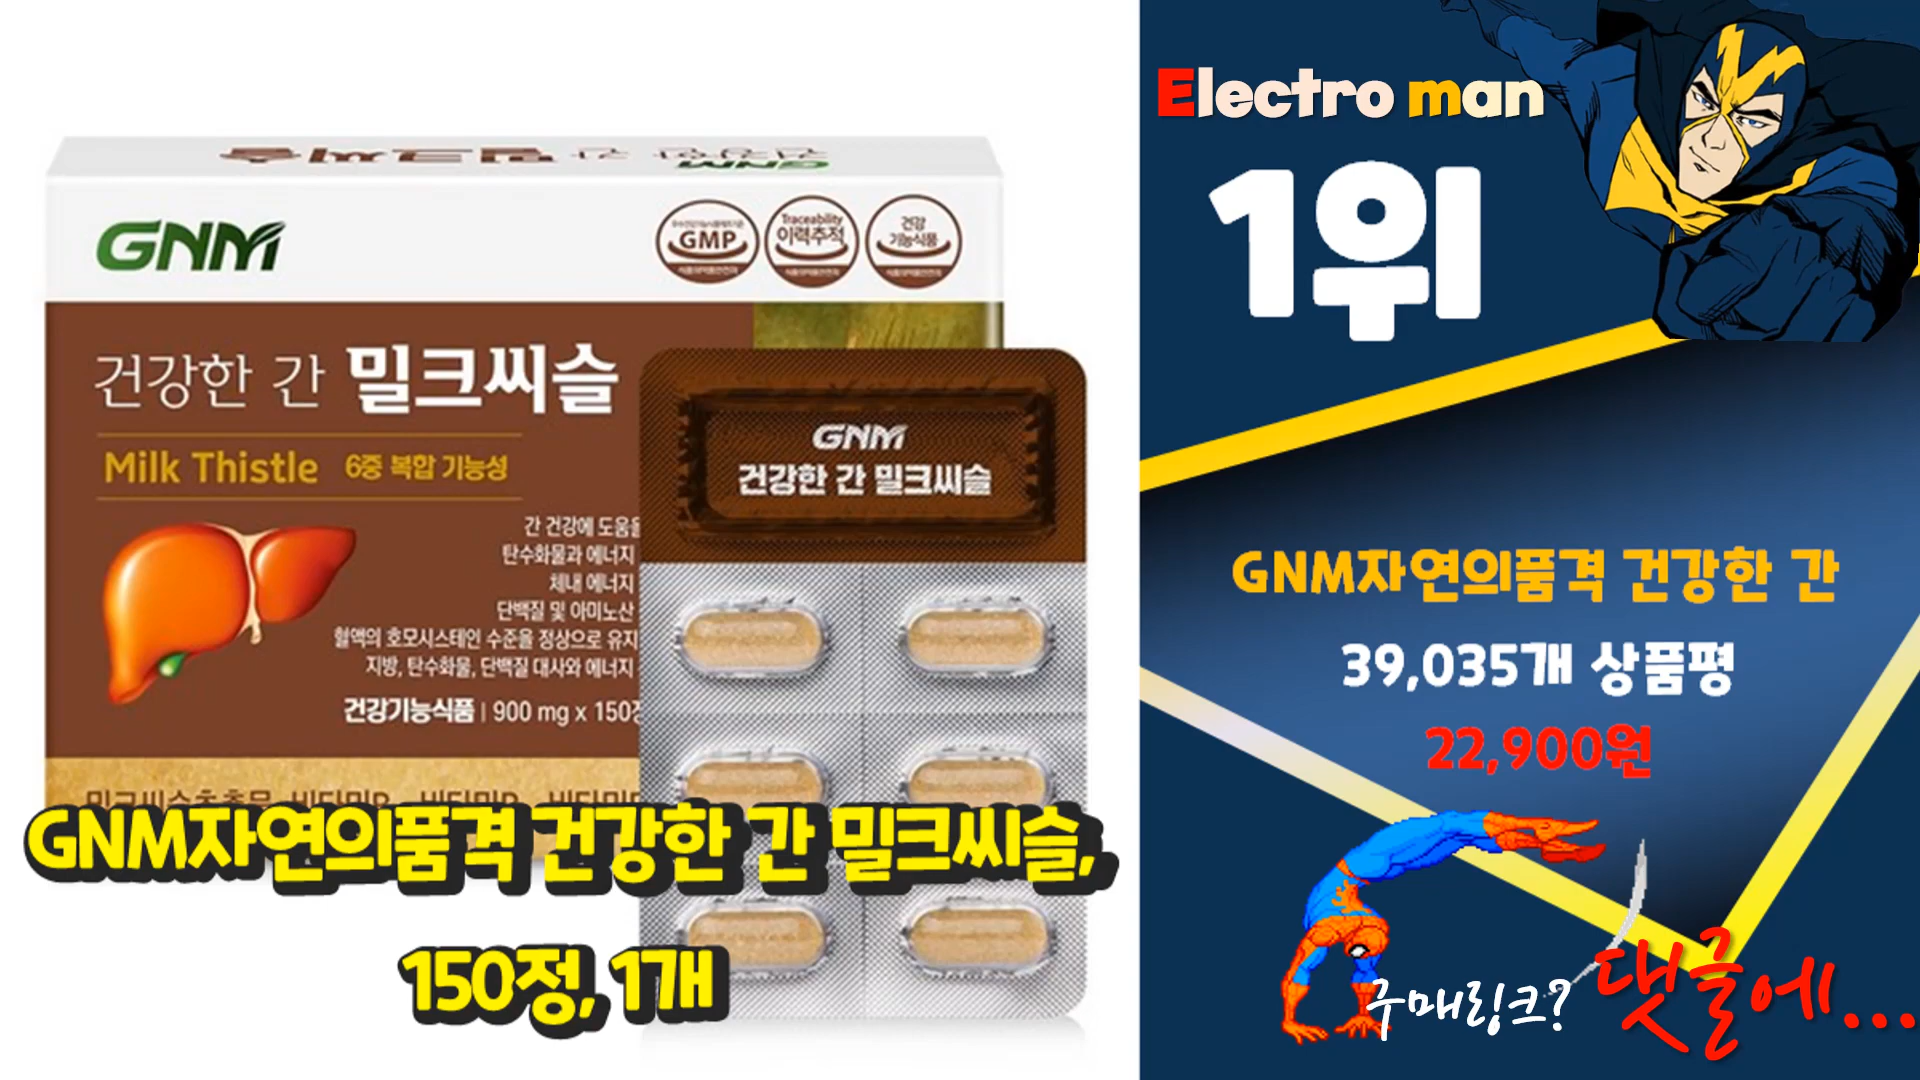 GNM
GMP
Traceability
이력추적
건강
기능식품
건강한 간 밀크씨슬
Milk Thistle 6중 복합 기능성
간 건강에 도움을
탄수화물과 에너지
체내 에너지
단백질 및 아미노산
혈액의 호모시스테인 수준을 정상으로 유지
지방, 탄수화물, 단백질 대사와 에너지
건강기능식품 | 900 mg x 150정
GNM
건강한 간 밀크씨슬
GNM자연의품격 건강한 간 밀크씨슬,
150정, 1개
Electro man
1위
GNM자연의품격 건강한 간
39,035개 상품평
22,900원
구매링크? 댓글에...